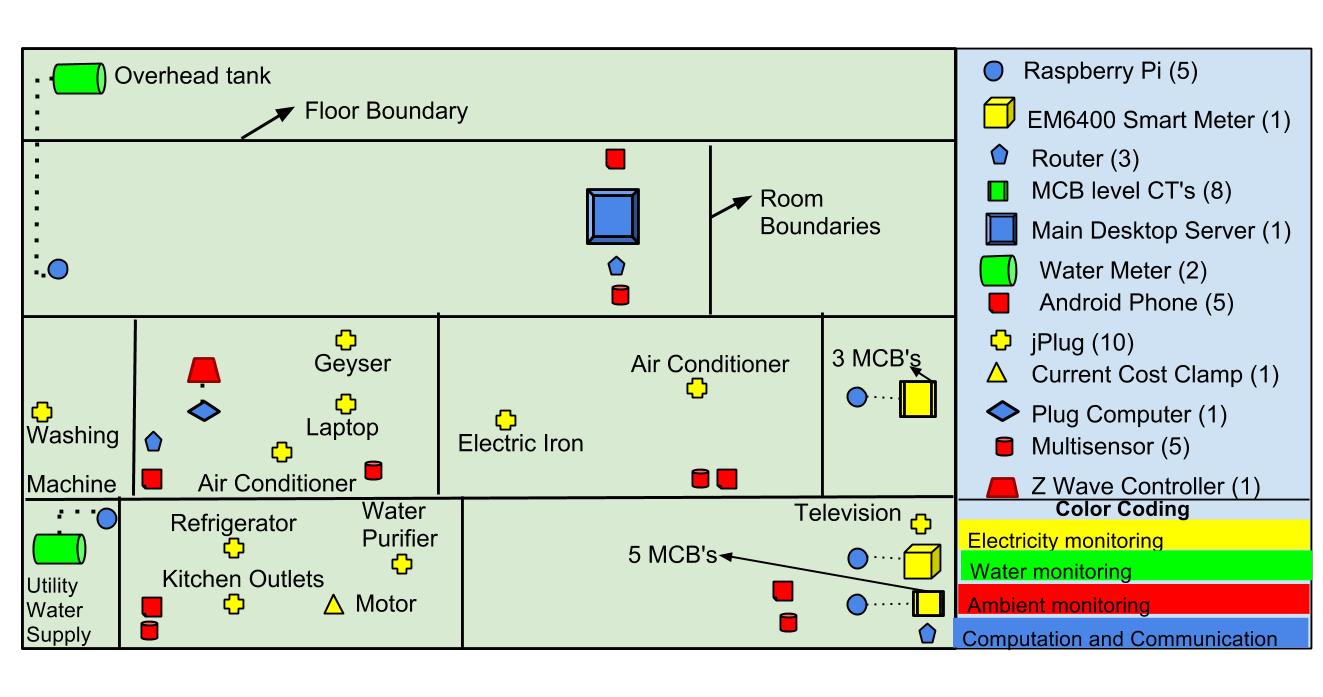 Overhead tank
Floor Boundary
Room
Boundaries
Geyser
Laptop
Air Conditioner
Washing
Machine
Air Conditioner
Electric Iron
3 MCB's
Refrigerator
Water
Purifier
Kitchen Outlets
Motor
Utility
Water
Supply
Television
5 MCB's
Raspberry Pi (5)
EM6400 Smart Meter (1)
Router (3)
MCB level CT's (8)
Main Desktop Server (1)
Water Meter (2)
Android Phone (5)
jPlug (10)
Current Cost Clamp (1)
Plug Computer (1)
Multisensor (5)
Z Wave Controller (1)
Color Coding
Electricity monitoring
Water monitoring
Ambient monitoring
Computation and Communication